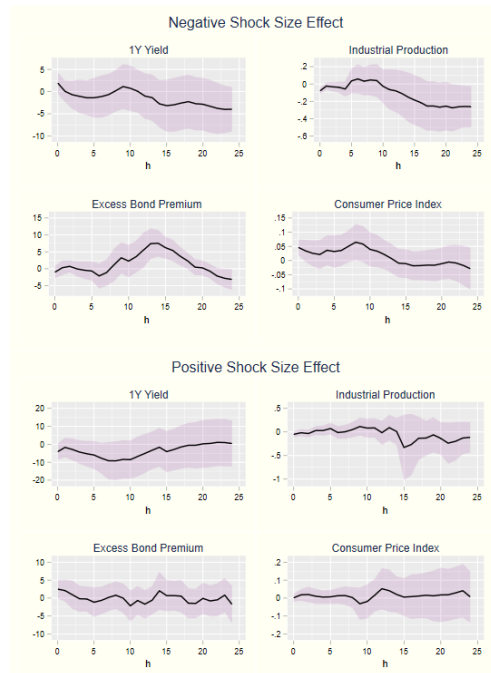 Negative Shock Size Effect
1Y Yield
Industrial Production
5
0
-5
-10
0 5 10 15 20 25
h
.2
0
-.2
-.4
-.6
0 5 10 15 20 25
h
Excess Bond Premium
Consumer Price Index
15
10
5
0
-5
0 5 10 15 20 25
h
.15
.1
.05
0
-.05
-.1
0 5 10 15 20 25
h
Positive Shock Size Effect
1Y Yield
Industrial Production
20
10
0
-10
-20
0 5 10 15 20 25
h
.5
0
-.5
-1
0 5 10 15 20 25
h
Excess Bond Premium
Consumer Price Index
10
5
0
-5
-10
0 5 10 15 20 25
h
.2
.1
0
-.1
-.2
0 5 10 15 20 25
h